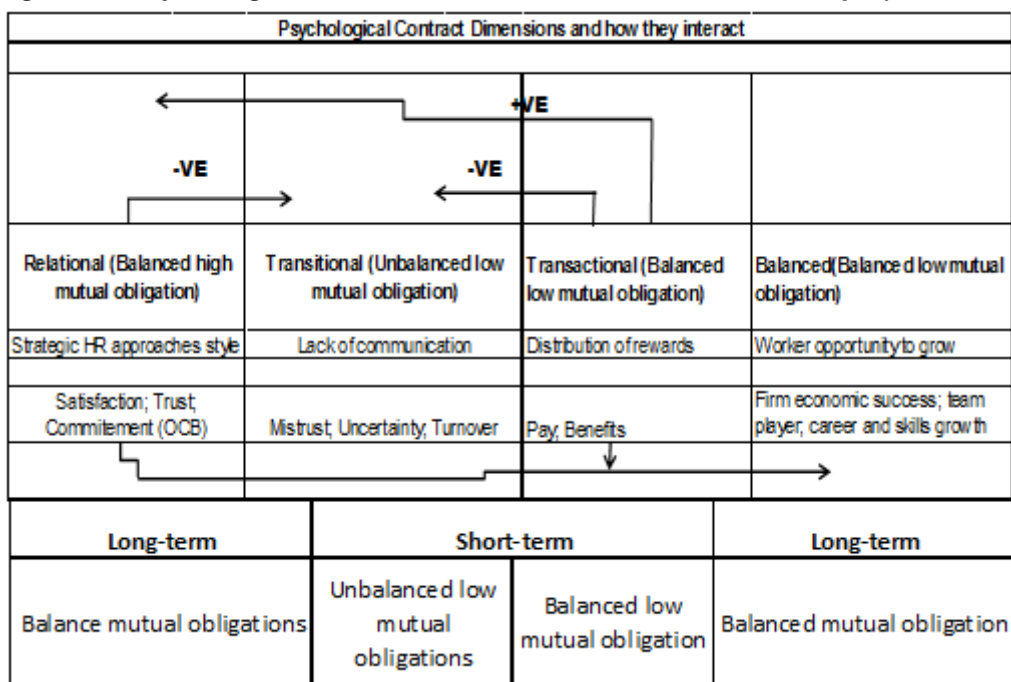 Psychological Contract Dimensions and how they interact
+VE
-VE
-VE
Relational (Balanced high
mutual obligation)
Transitional (Unbalanced low
mutual obligation)
Transactional (Balanced
low mutual obligation)
Balanced(Balanced low mutual
obligation)
Strategic HR approaches style
Lack of communication
Distribution of rewards
Worker opportunity to grow
Satisfaction; Trust;
Commitement (OCB)
Mistrust; Uncertainty; Turnover
Pay; Benefits
Firm economic success; team
player; career and skills growth
Long-term
Short-term
Long-term
Balance mutual obligations
Unbalanced low
mutual
obligations
Balanced low
mutual obligation
Balanced mutual obligation